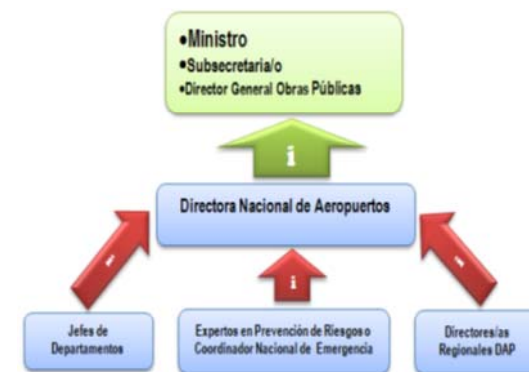 •Ministro
•Subsecretaria/o
•Director General Obras Públicas
i
Directora Nacional de Aeropuertos
i
Jefes de
Departamentos
Expertos en Prevención de Riesgos o
Coordinador Nacional de Emergencia
Directores/as
Regionales DAP